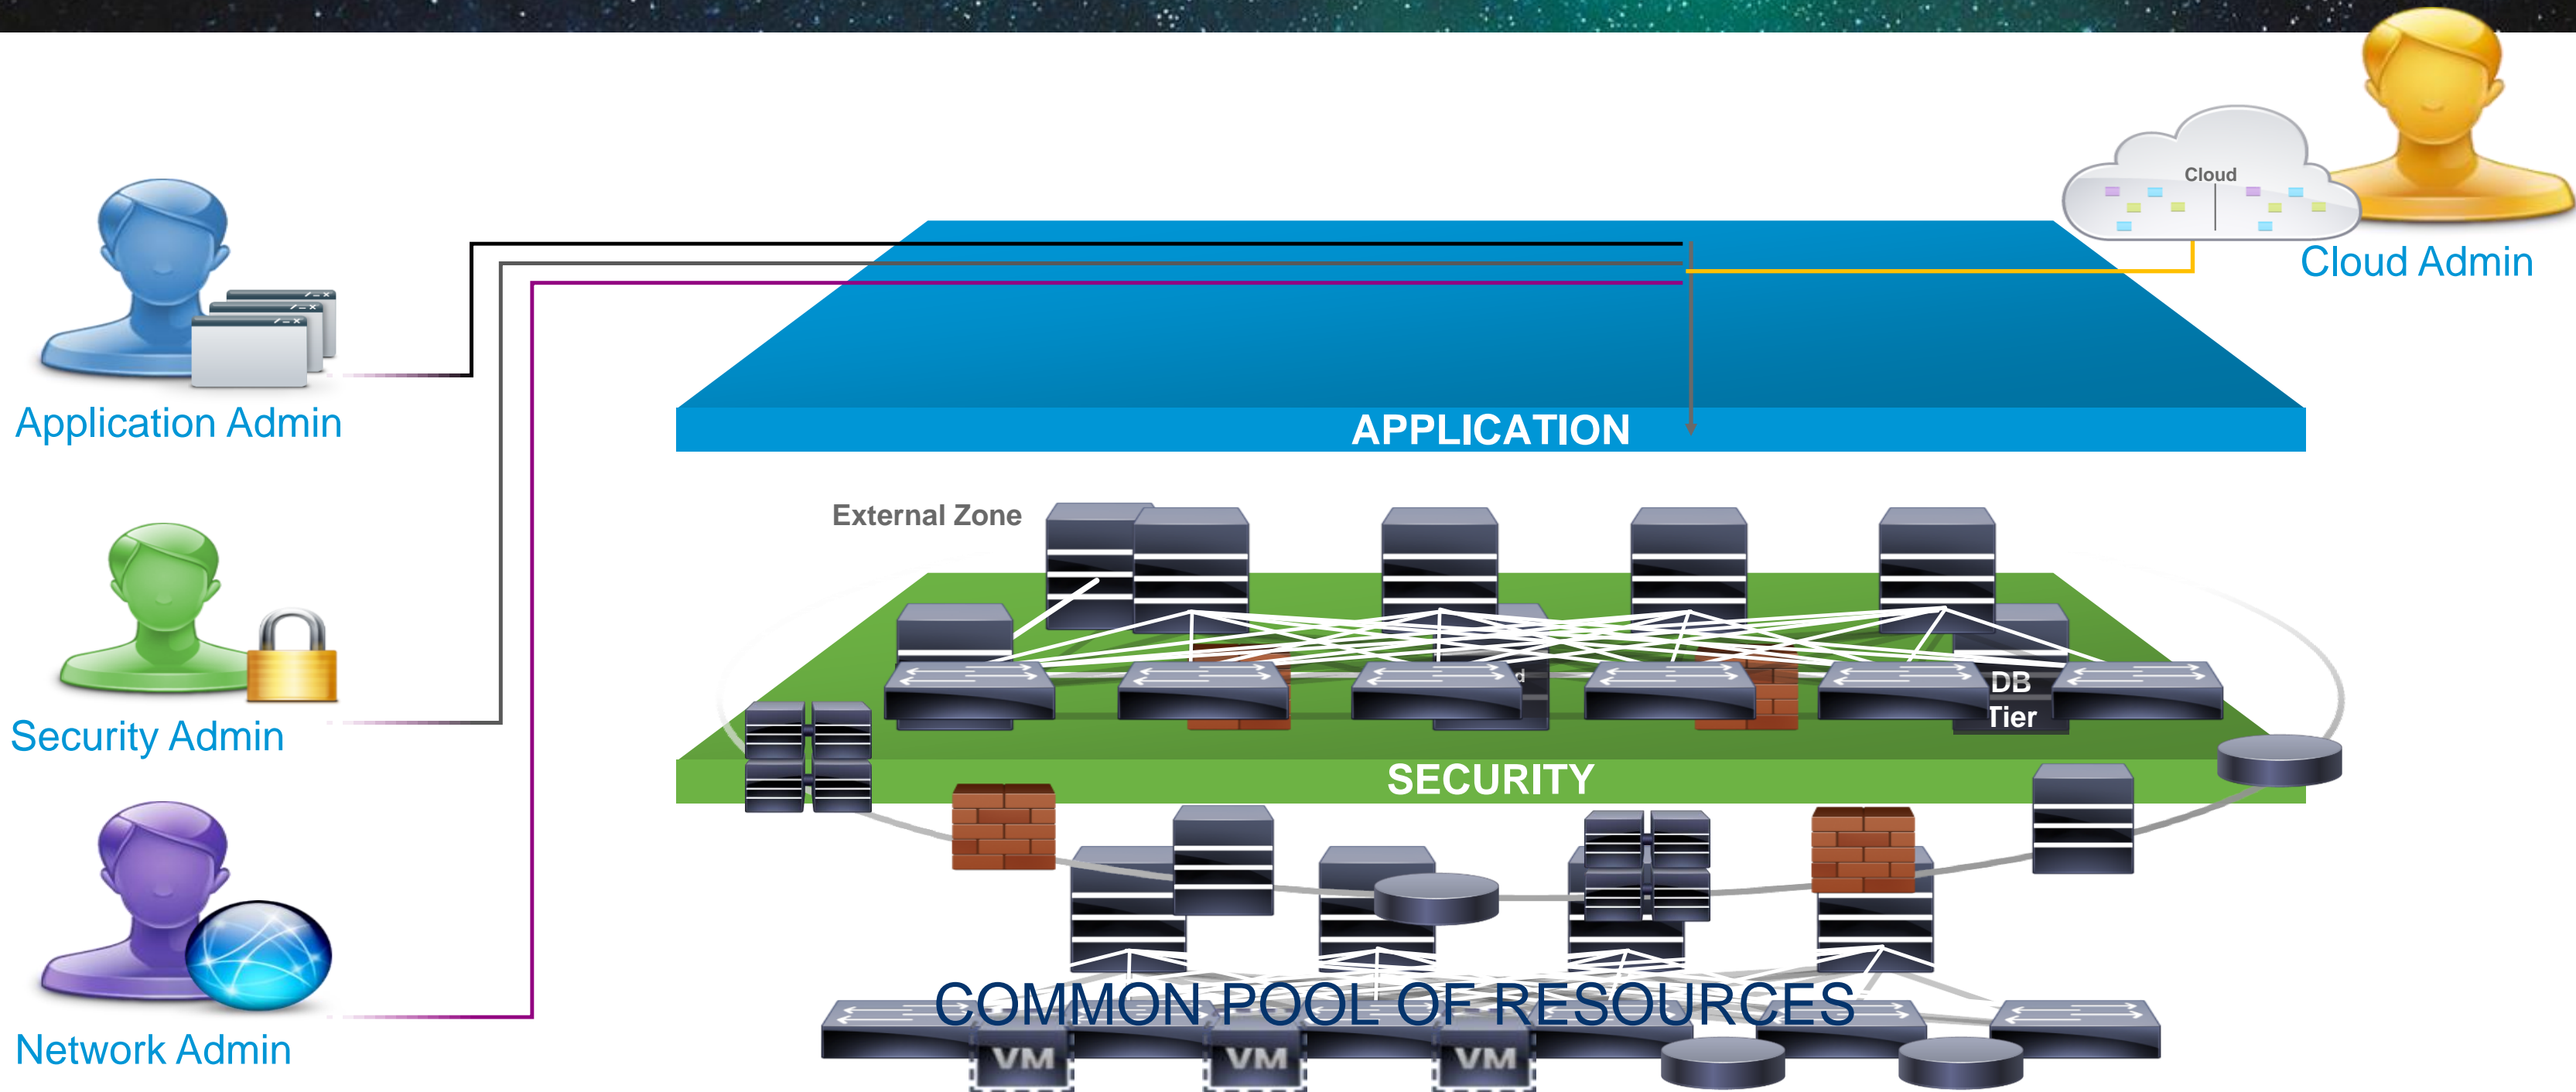 Cloud
Cloud Admin
Application Admin
APPLICATION
External Zone
DB
Tier
Security Admin
SECURITY
COMMON POOL OF RESOURCES
Network Admin
VM
VM
VM